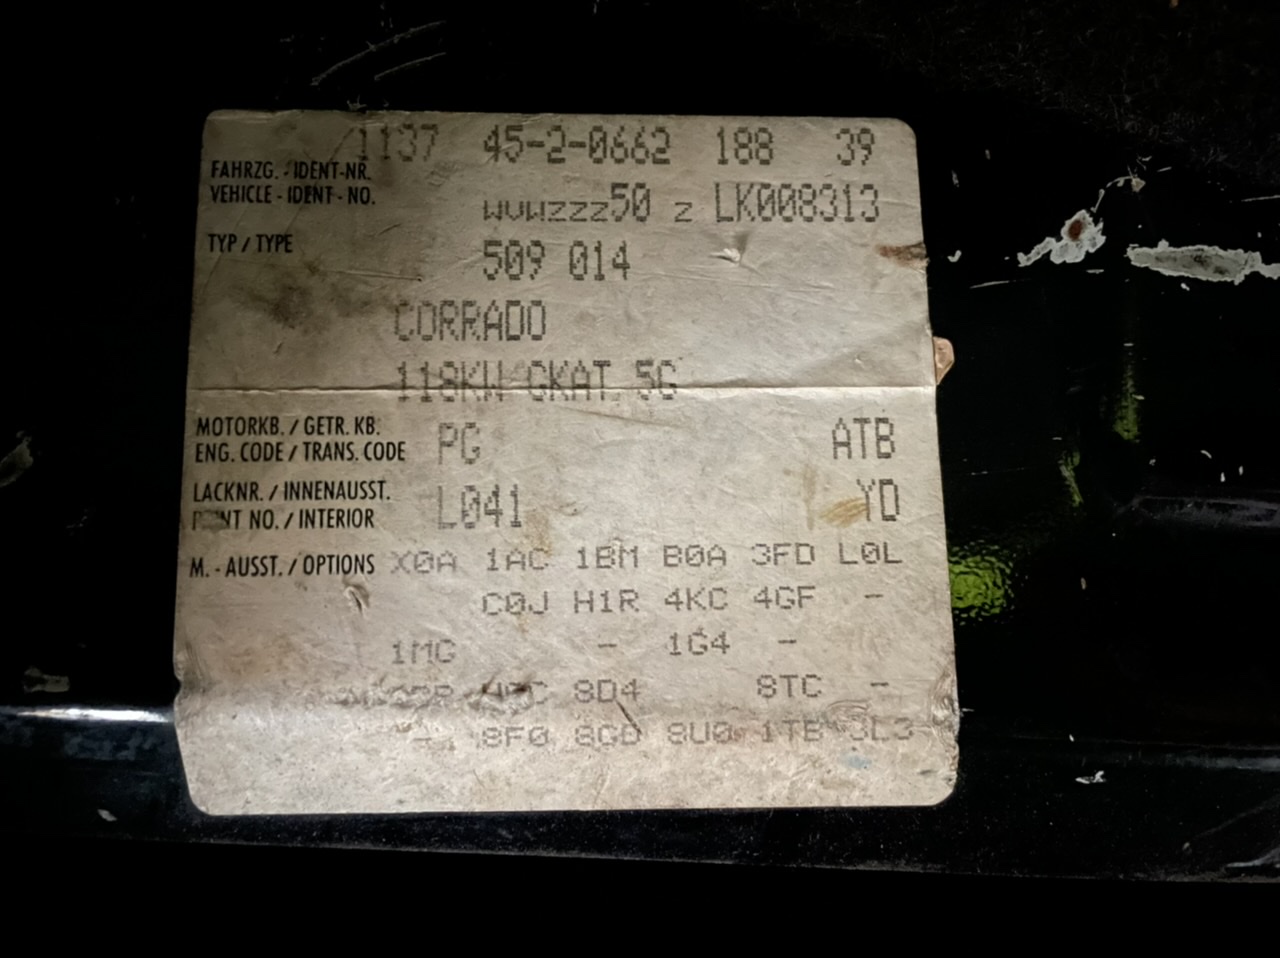 1137 45-2-0662 188 39
FAHRZG. - IDENT-NR.
VEHICLE - IDENT - NO. WVWZZZ50 Z LK008313
TYP / TYPE 509 014
CORRADO
118KW GKAT 5G
MOTORKB. / GETR. KB.
ENG. CODE / TRANS. CODE PG ATB
LACKNR. / INNENAUSST.
NO. / INTERIOR L041 YD
M. - AUSST. / OPTIONS X0A 1AC 1BM B0A 3FD L0L
C0J H1R 4KC 4GF -
1MG - 1G4 -
8D4 8TC -
- 8F0 8GD 8U0 1TB 3L3